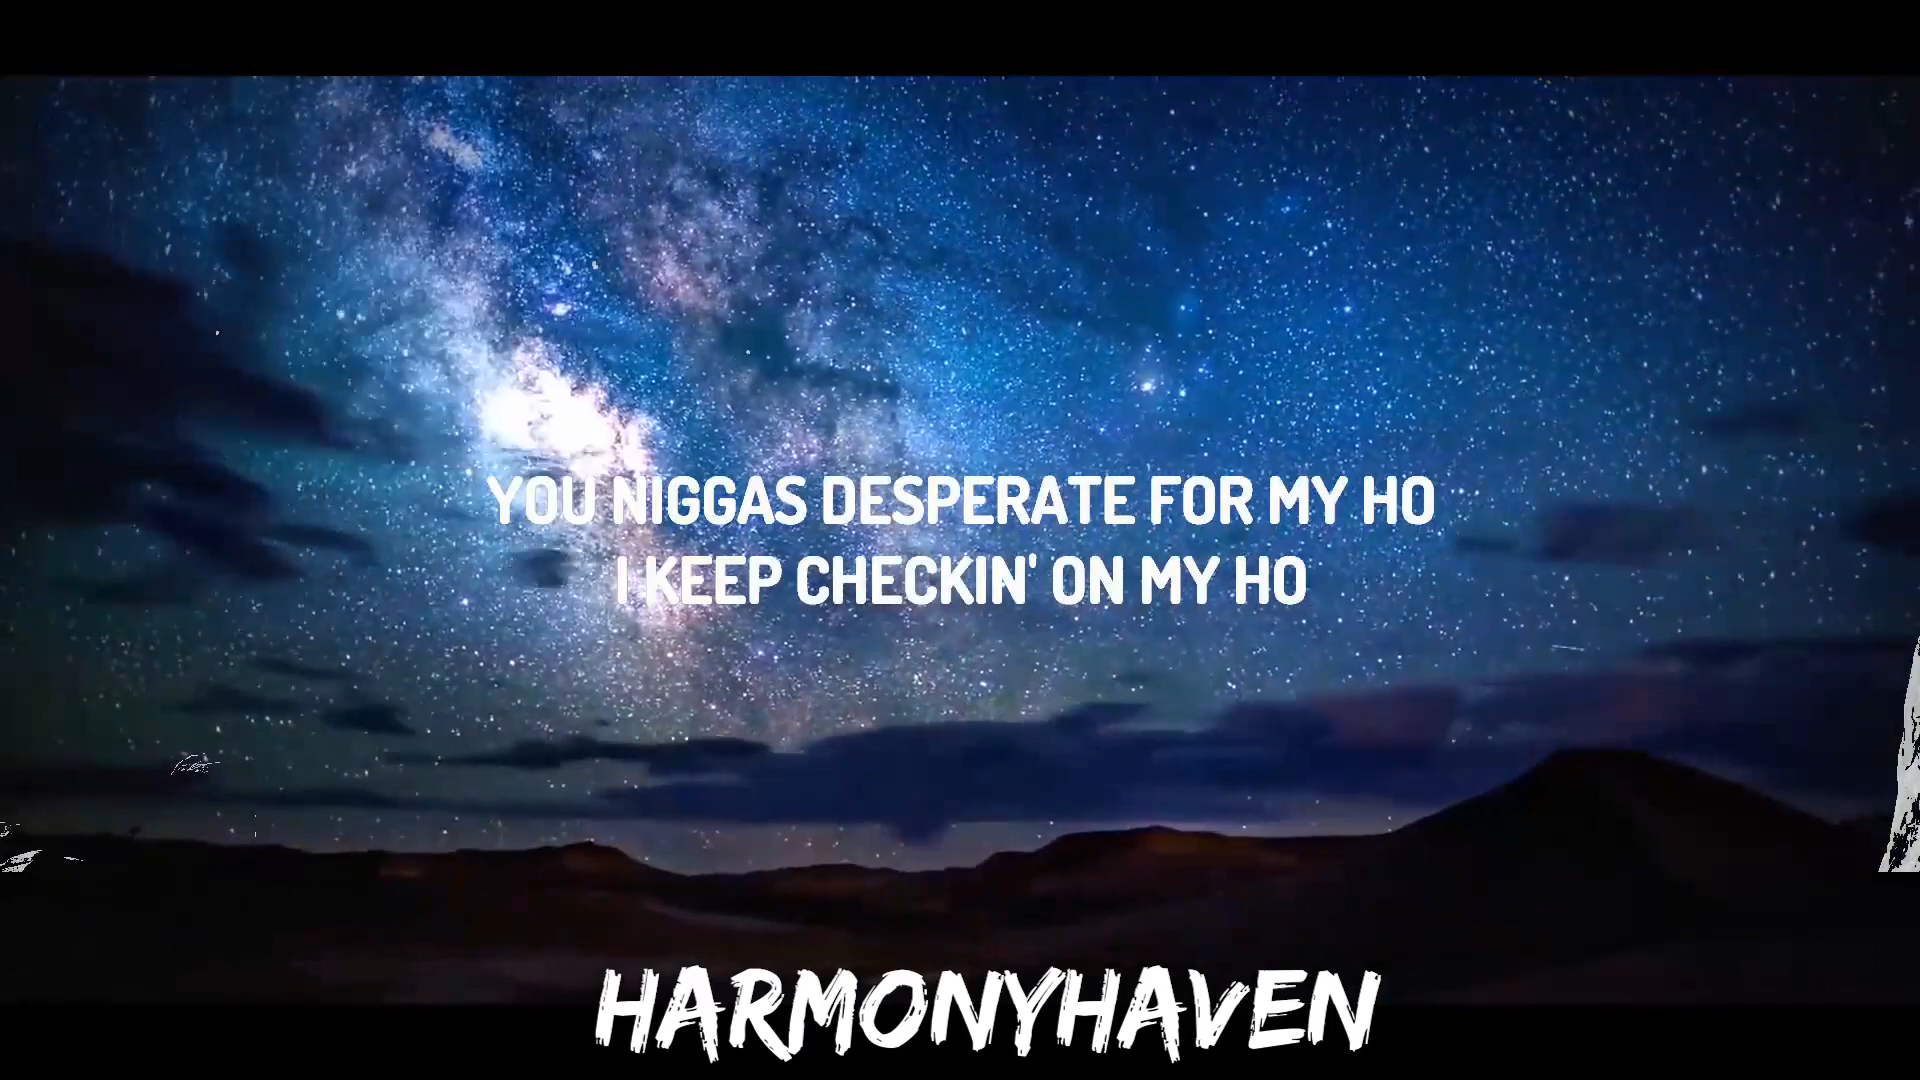 YOU NIGGAS DESPERATE FOR MY HO
I KEEP CHECKIN' ON MY HO
HARMONYHAVEN